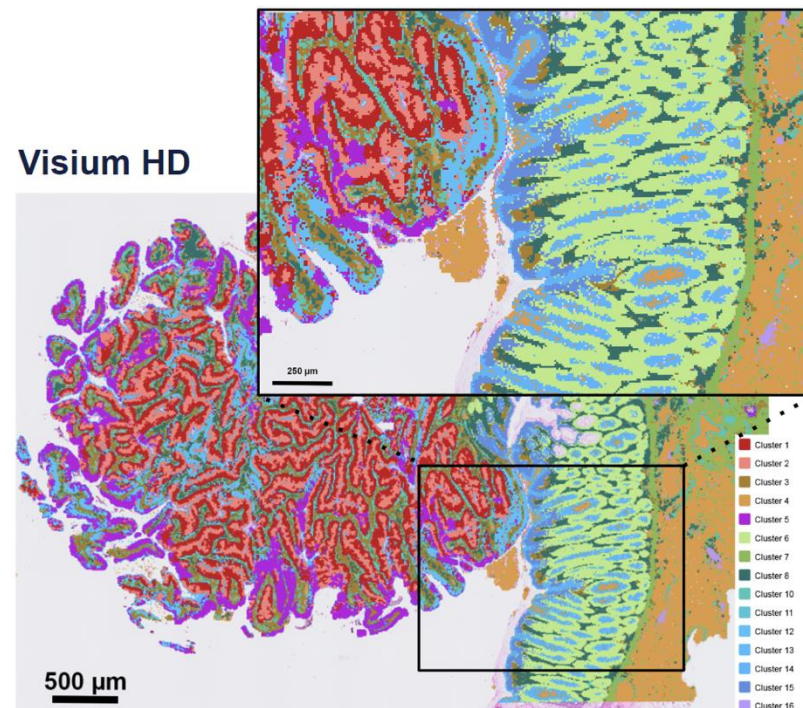 Visium HD
250 µm
500 µm
Cluster 1
Cluster 2
Cluster 3
Cluster 4
Cluster 5
Cluster 6
Cluster 7
Cluster 8
Cluster 10
Cluster 11
Cluster 12
Cluster 13
Cluster 14
Cluster 15
Cluster 16